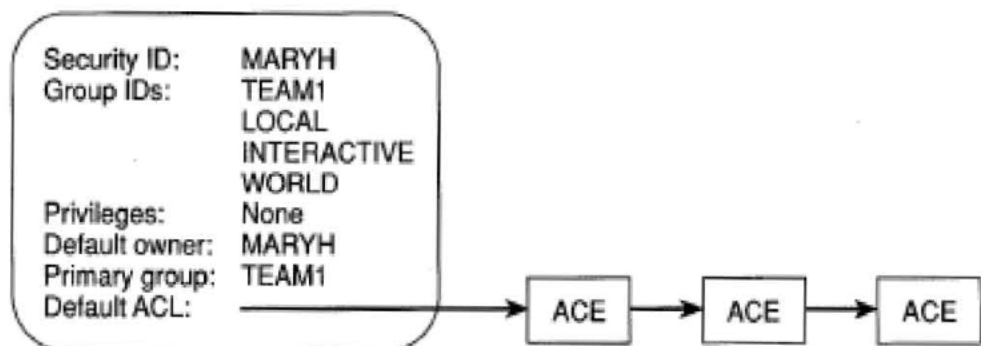 Security ID: MARYH
Group IDs: TEAM1
LOCAL
INTERACTIVE
WORLD
Privileges: None
Default owner: MARYH
Primary group: TEAM1
Default ACL: ACE ACE ACE